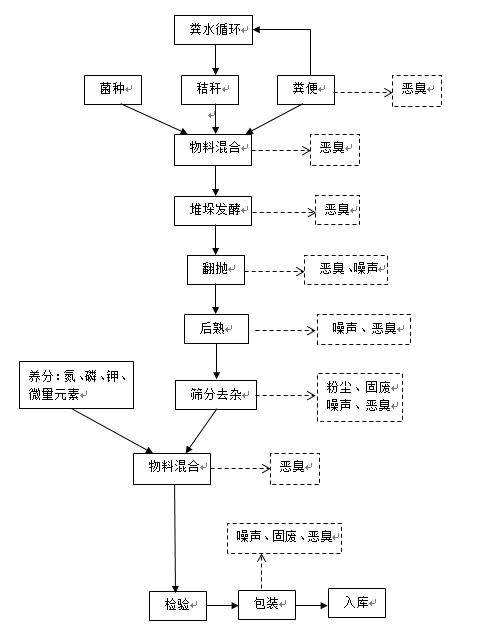 粪水循环
菌种
秸秆
粪便
恶臭
物料混合
恶臭
堆垛发酵
恶臭
翻抛
恶臭、噪声
后熟
噪声、恶臭
养分：氮、磷、钾、
微量元素
筛分去杂
粉尘、固废
噪声、恶臭
物料混合
恶臭
噪声、固废、恶臭
检验
包装
入库